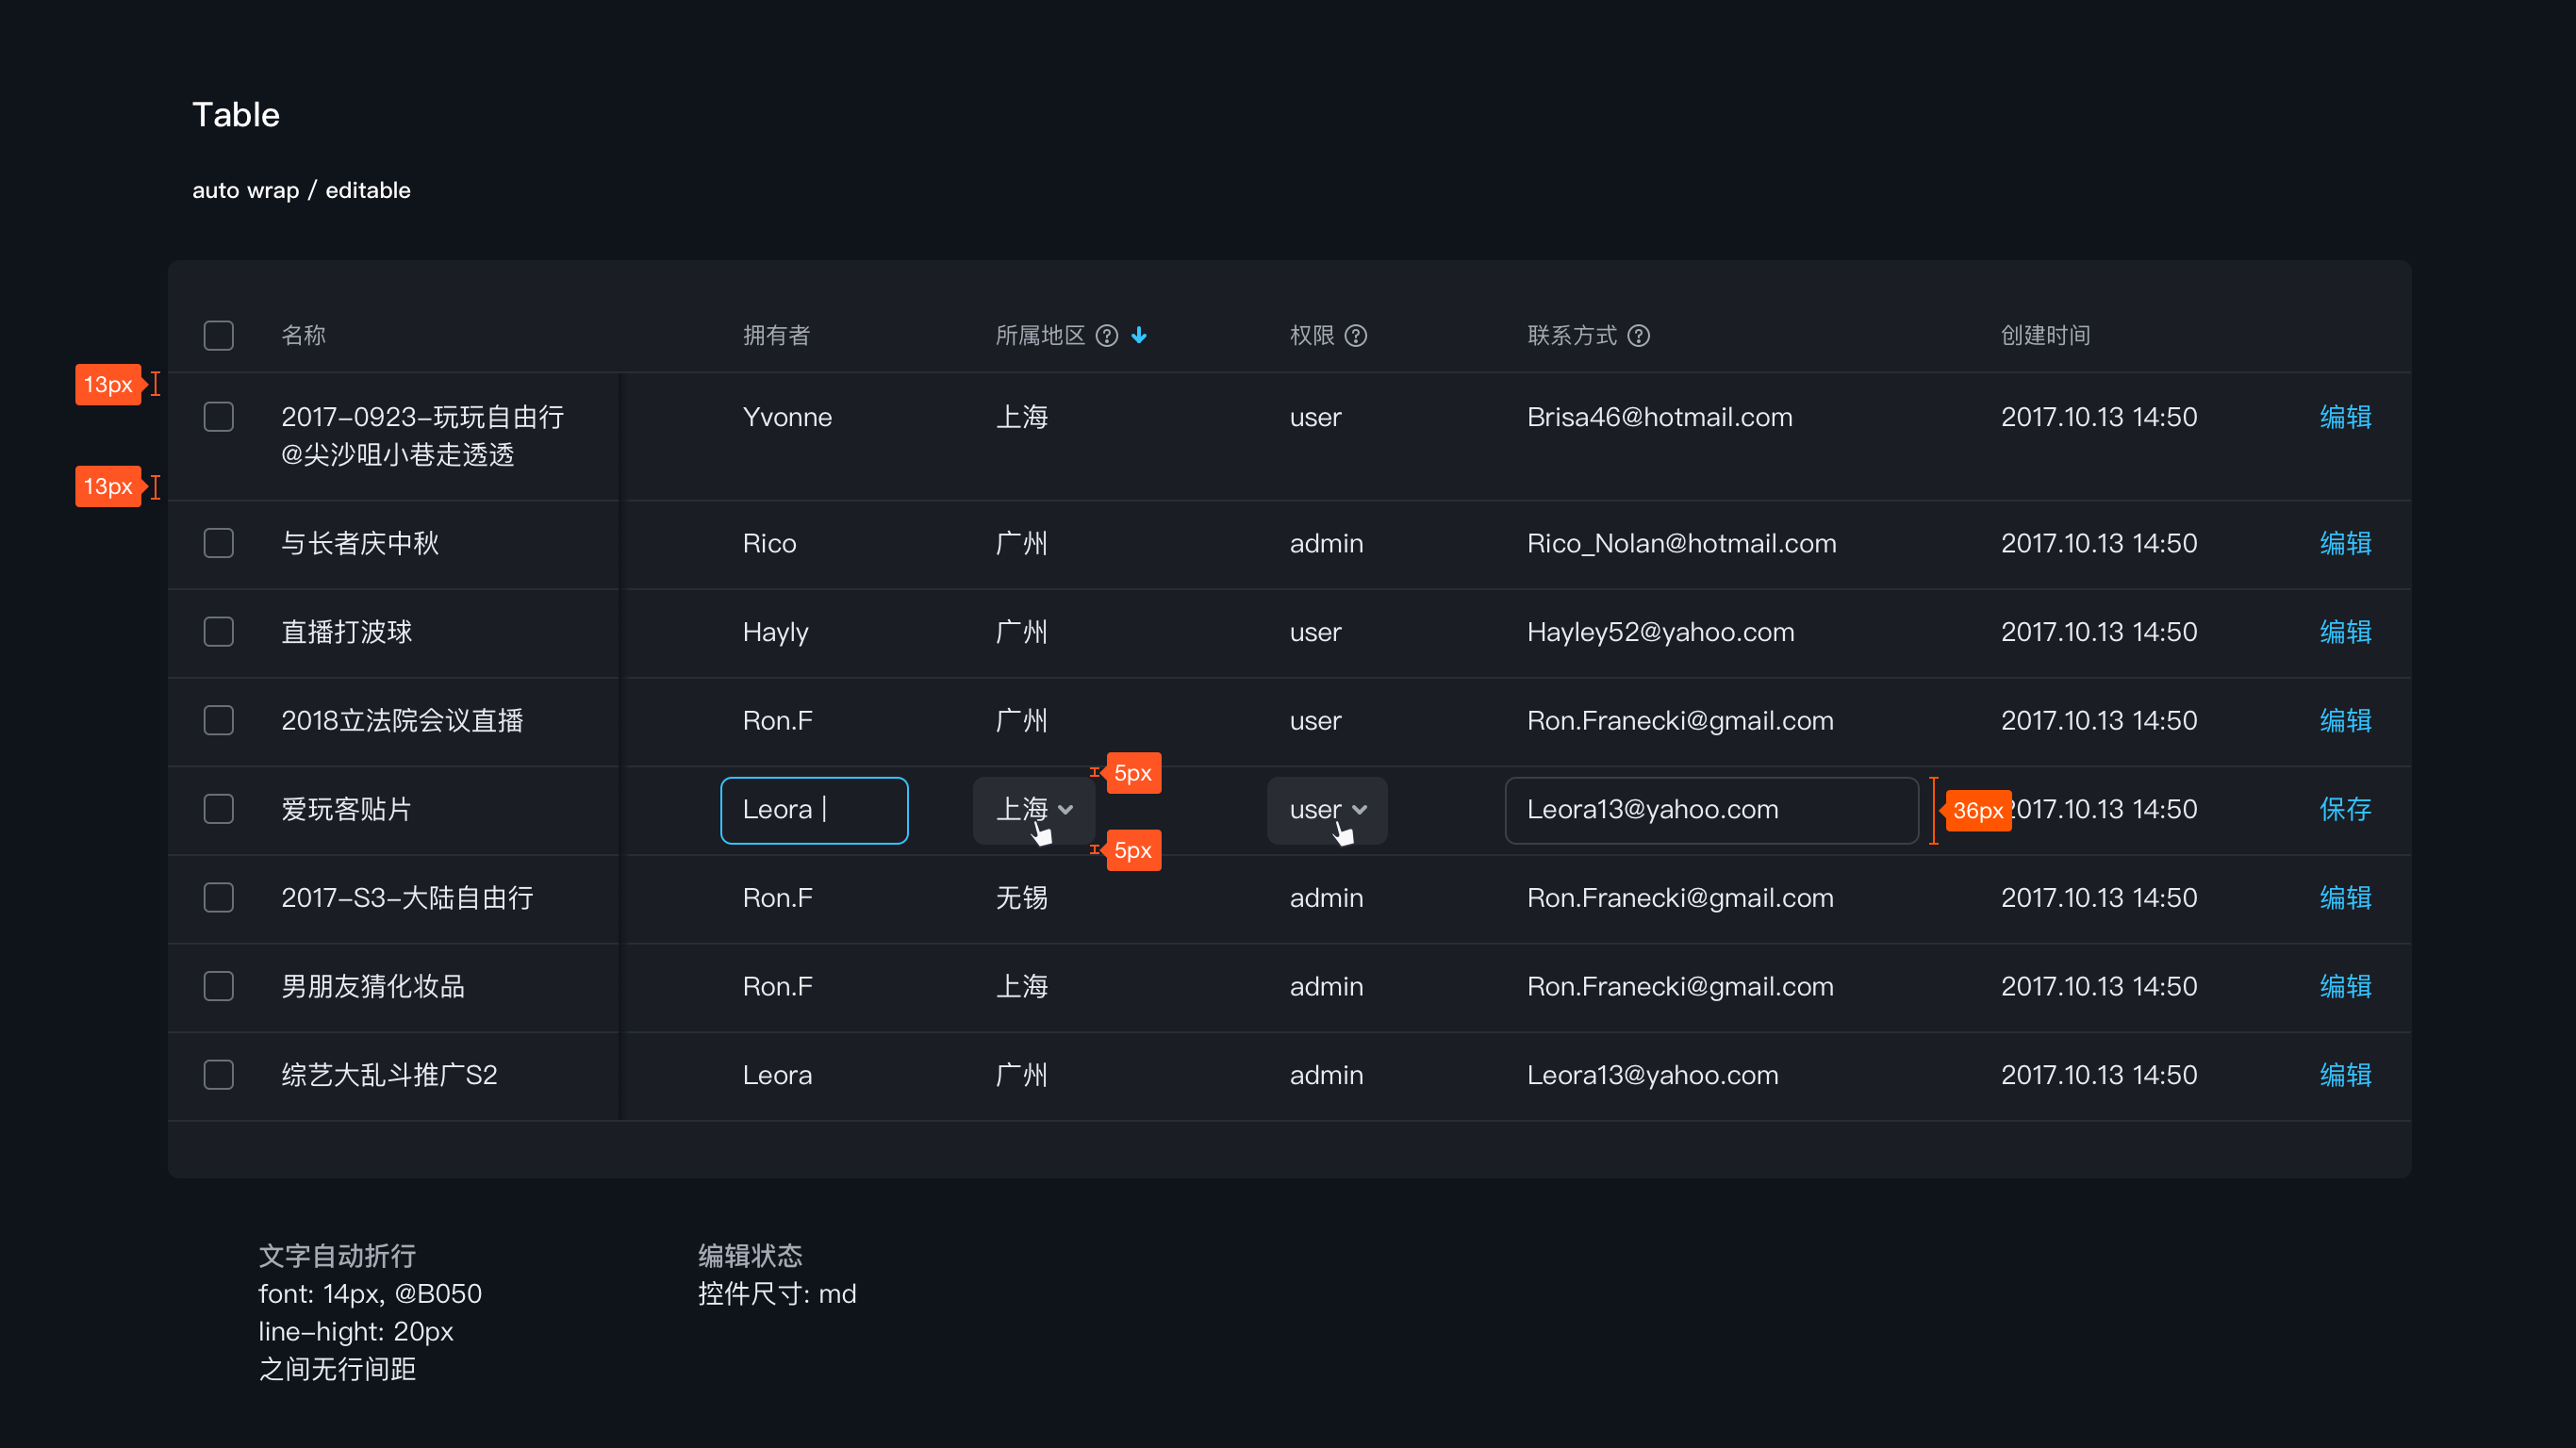 Table
auto wrap / editable
名称 拥有者 所属地区 权限 联系方式 创建时间
13px
2017-0923-玩玩自由行 Yvonne 上海 user Brisa46@hotmail.com 2017.10.13 14:50 编辑
@尖沙咀小巷走透透
13px
与长者庆中秋 Rico 广州 admin Rico_Nolan@hotmail.com 2017.10.13 14:50 编辑
直播打波球 Hayly 广州 user Hayley52@yahoo.com 2017.10.13 14:50 编辑
2018立法院会议直播 Ron.F 广州 user Ron.Franecki@gmail.com 2017.10.13 14:50 编辑
5px
爱玩客贴片 Leora 上海 user Leora13@yahoo.com 36px 2017.10.13 14:50 保存
5px
2017-S3-大陆自由行 Ron.F 无锡 admin Ron.Franecki@gmail.com 2017.10.13 14:50 编辑
男朋友猜化妆品 Ron.F 上海 admin Ron.Franecki@gmail.com 2017.10.13 14:50 编辑
综艺大乱斗推广S2 Leora 广州 admin Leora13@yahoo.com 2017.10.13 14:50 编辑
文字自动折行
font: 14px, @B050
line-hight: 20px
之间无行间距
编辑状态
控件尺寸: md